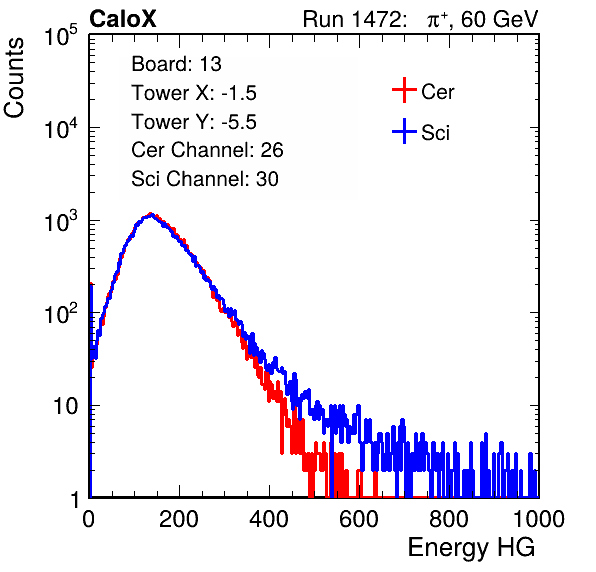 CaloX Run 1472: π⁺, 60 GeV
Counts
Board: 13
Tower X: -1.5
Tower Y: -5.5
Cer Channel: 26
Sci Channel: 30
Cer
Sci
10⁵
10⁴
10³
10²
10
1
0 200 400 600 800 1000
Energy HG